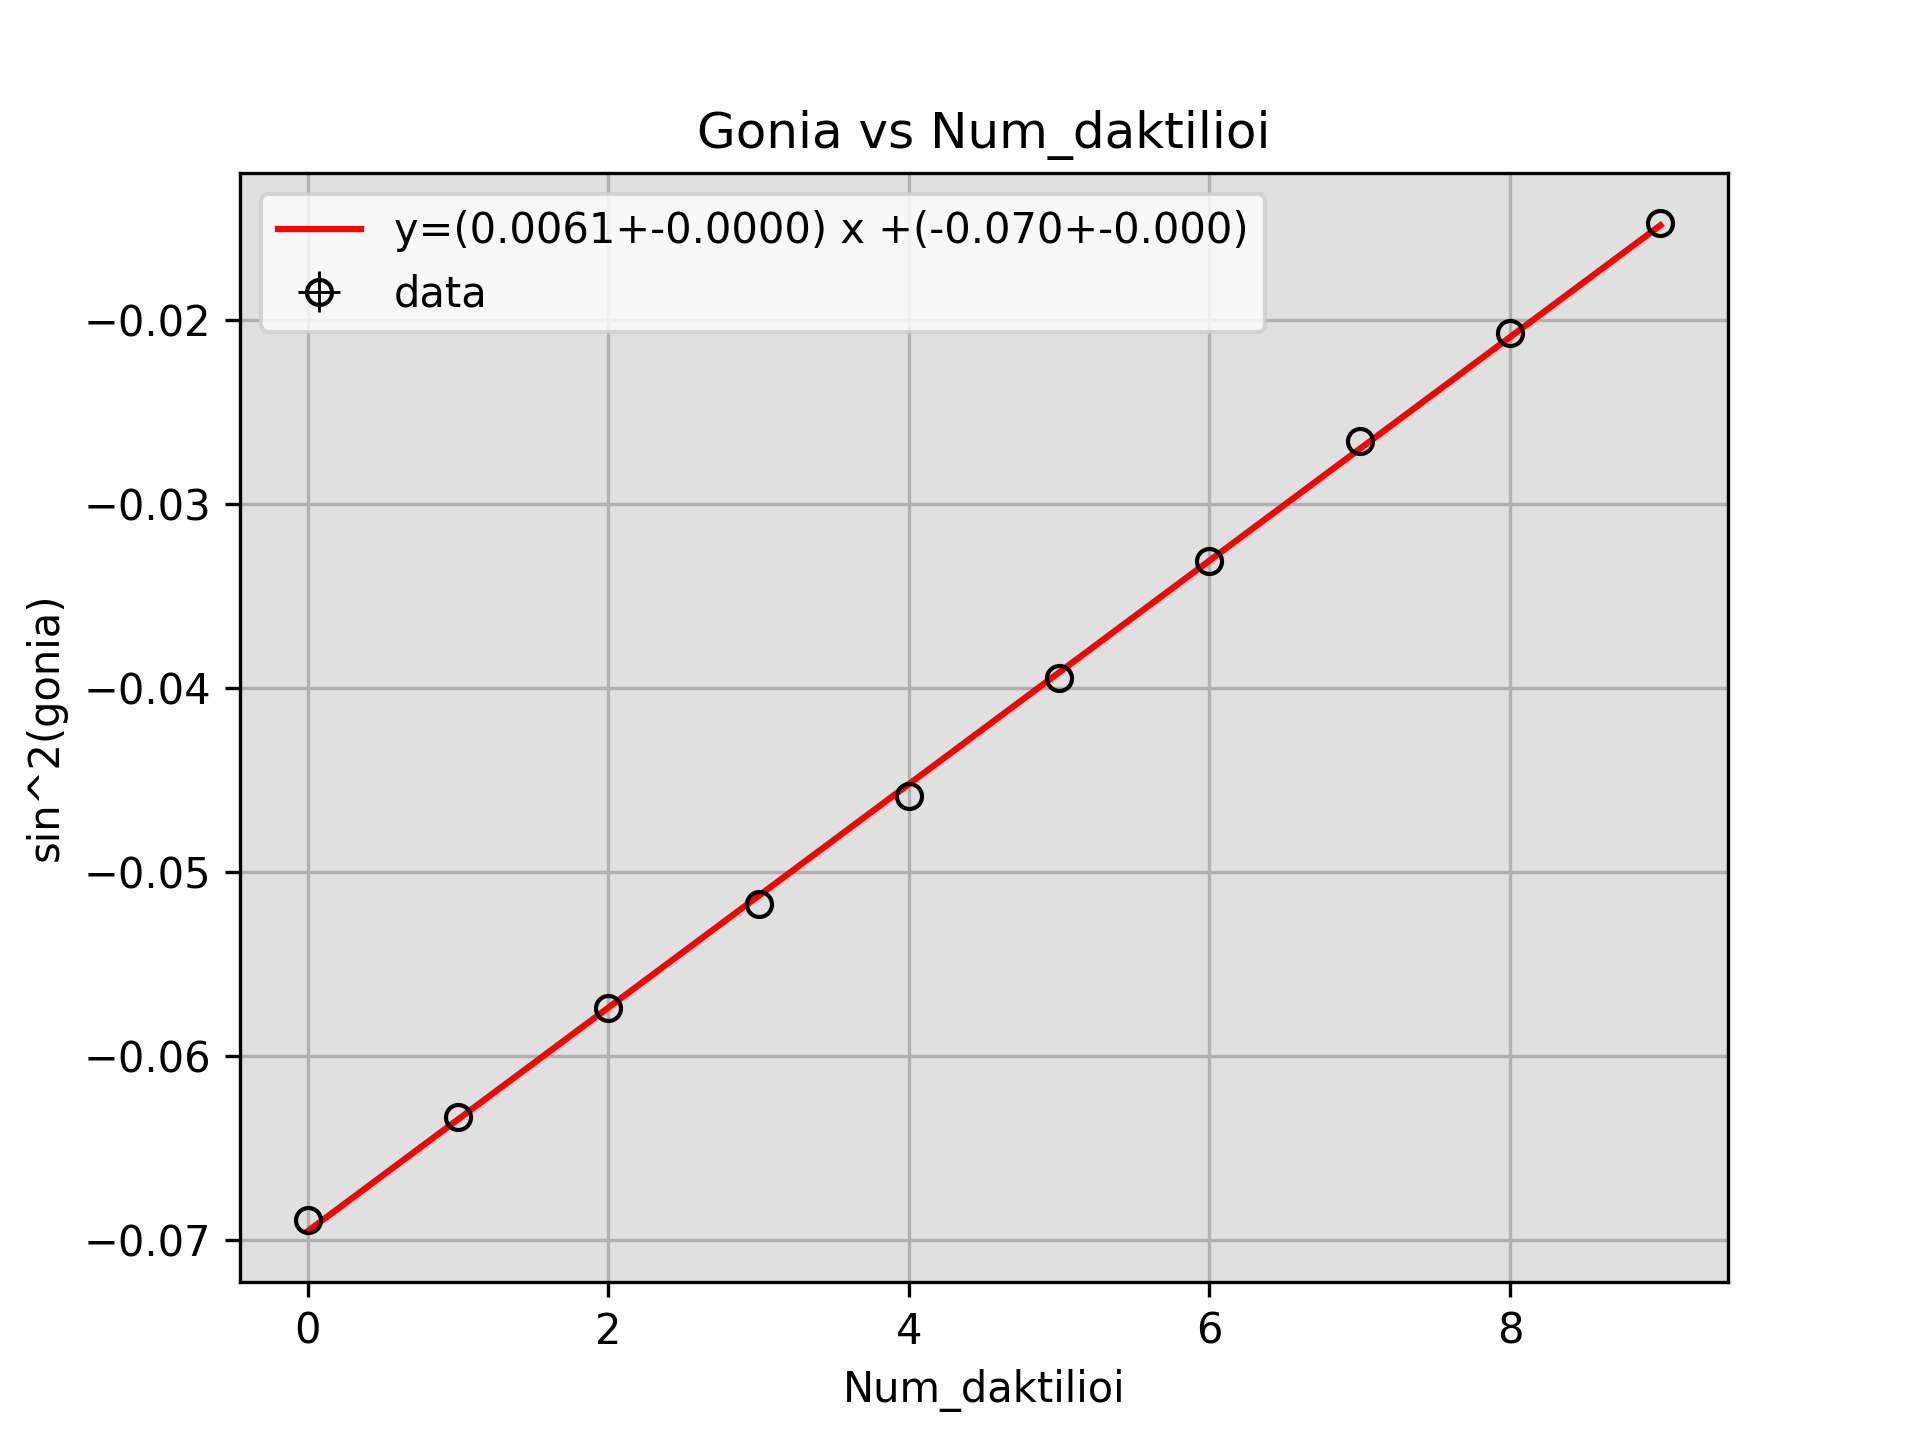 Gonia vs Num_daktilioi
y=(0.0061+-0.0000) x +(-0.070+-0.000)
data
−0.02
−0.03
−0.04
−0.05
−0.06
−0.07
sin^2(gonia)
0 2 4 6 8
Num_daktilioi